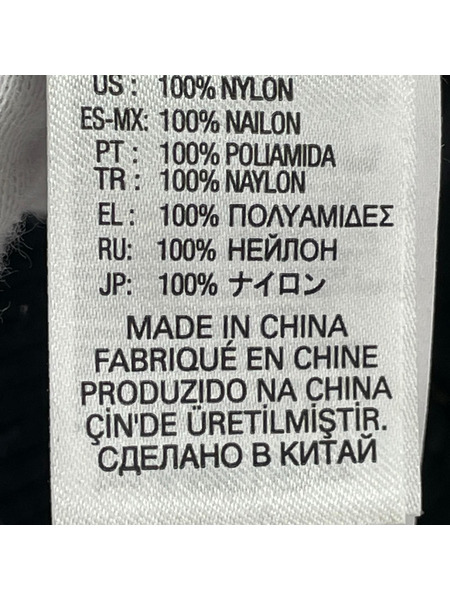 US: 100% NYLON
ES-MX: 100% NAILON
PT: 100% POLIAMIDA
TR: 100% NAYLON
EL: 100% ΠΟΛΥΑΜΙΔΕΣ
RU: 100% НЕЙЛОН
JP: 100% ナイロン
MADE IN CHINA
FABRIQUÉ EN CHINE
PRODUZIDO NA CHINA
ÇİN'DE ÜRETİLMİŞTİR.
СДЕЛАНО В КИТАЙ